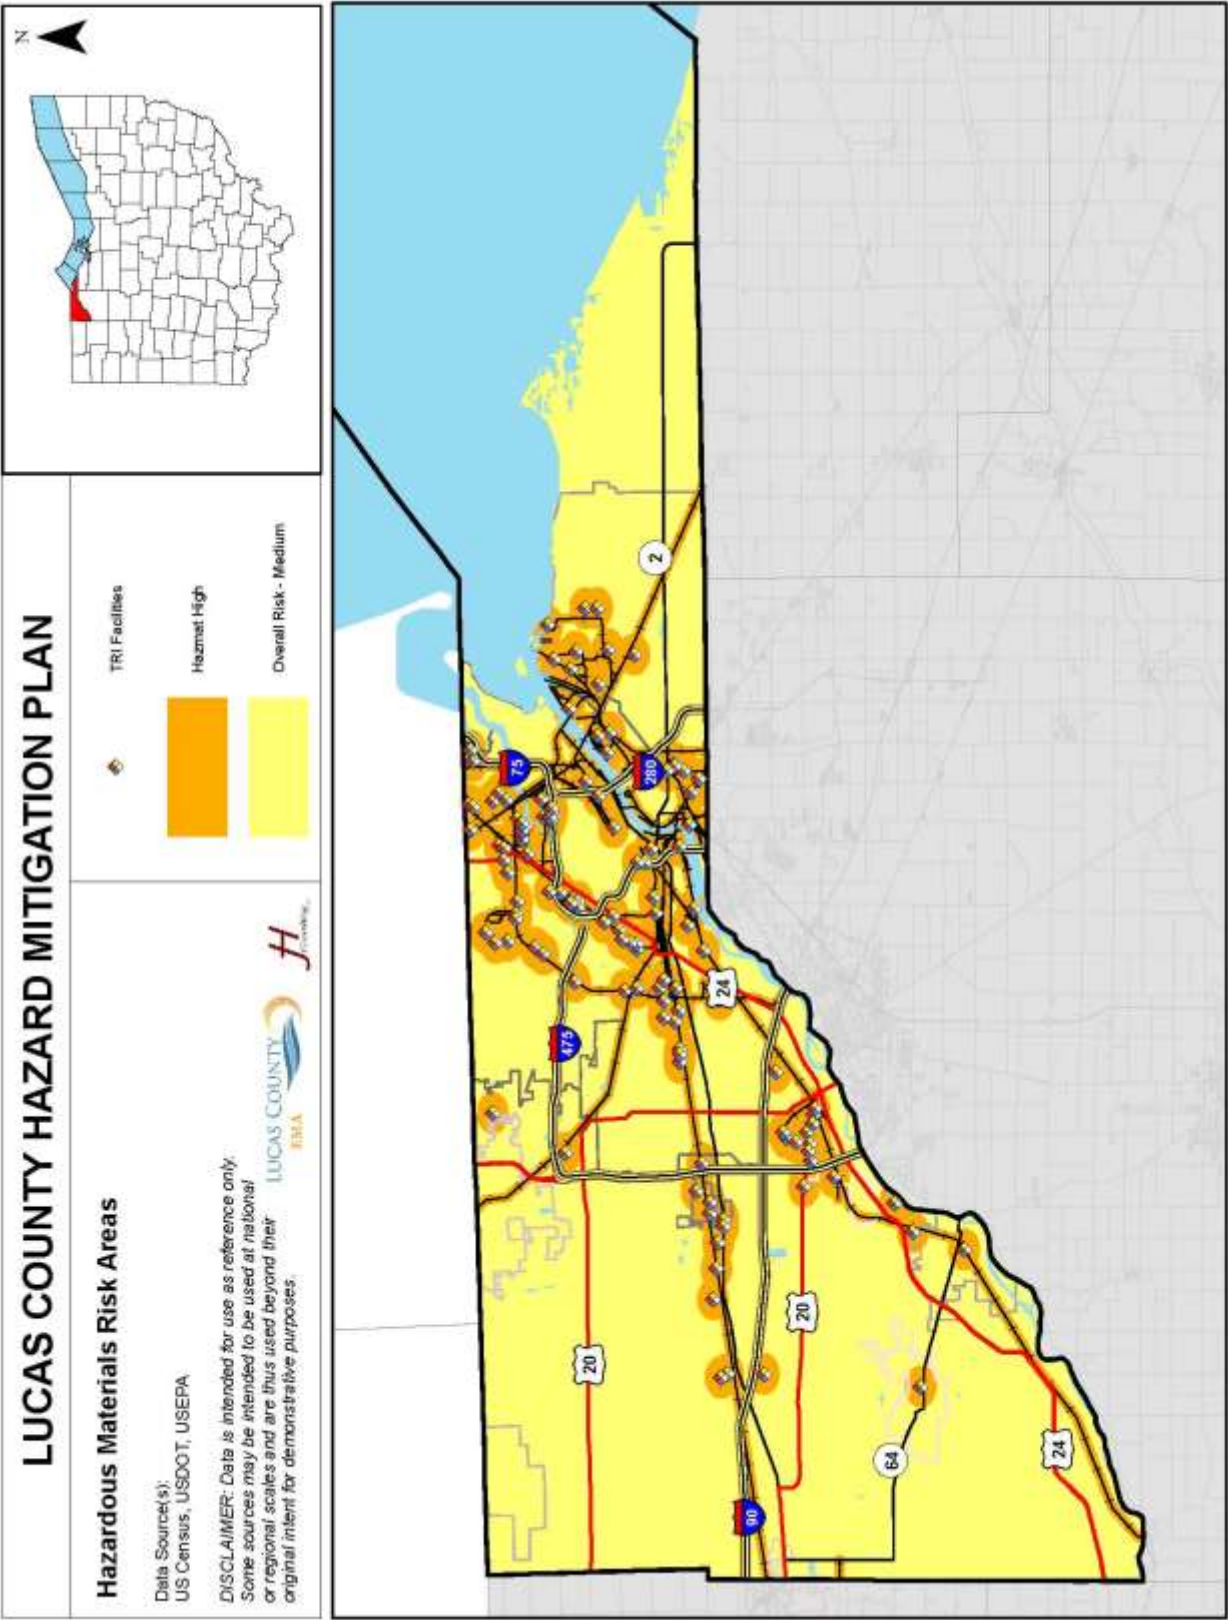 LUCAS COUNTY HAZARD MITIGATION PLAN
Hazardous Materials Risk Areas
Data Source(s):
US Census, USDOT, USEPA
DISCLAIMER: Data is intended for use as reference only.
Some sources may be intended to be used at national
or regional scales and are thus used beyond their
original intent for demonstrative purposes.
LUCAS COUNTY
EMA
JH
TRI Facilities
Hazmat High
Overall Risk - Medium
N
20
475
75
280
2
90
20
24
64
24